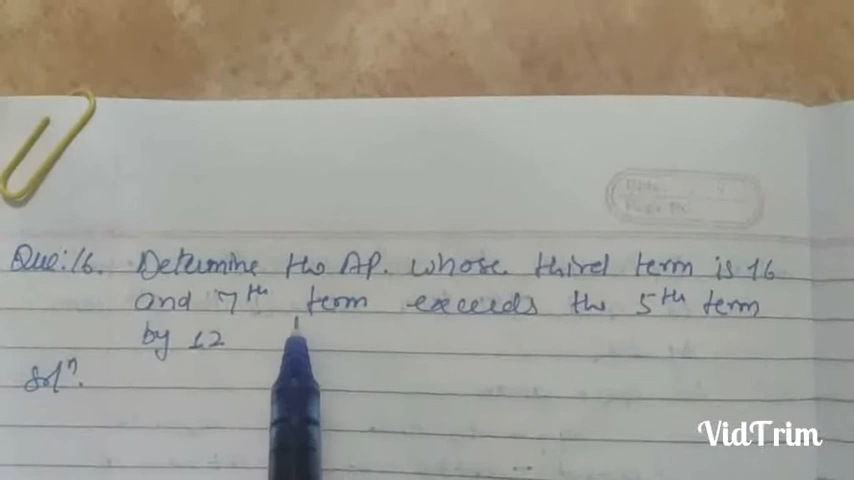 Que:16. Determine the AP. whose third term is 16
and 7th term exceeds the 5th term
by 12
Solⁿ.
VidTrim